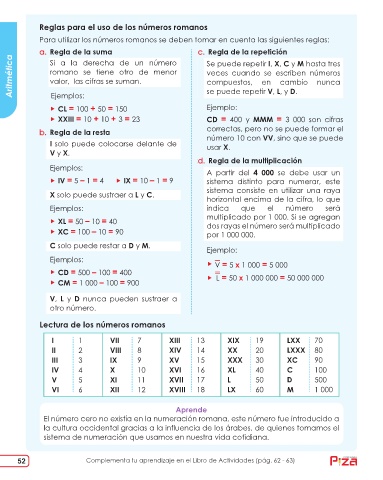 Reglas para el uso de los números romanos
Para utilizar los números romanos se deben tomar en cuenta las siguientes reglas:
Aritmética
a. Regla de la suma
Si a la derecha de un número
romano se tiene otro de menor
valor, las cifras se suman.
Ejemplos:
▸ CL = 100 + 50 = 150
▸ XXIII = 10 + 10 + 3 = 23
b. Regla de la resta
I solo puede colocarse delante de
V y X.
Ejemplos:
▸ IV = 5 – 1 = 4 ▸ IX = 10 – 1 = 9
X solo puede sustraer a L y C.
Ejemplos:
▸ XL = 50 – 10 = 40
▸ XC = 100 – 10 = 90
C solo puede restar a D y M.
Ejemplos:
▸ CD = 500 – 100 = 400
▸ CM = 1 000 – 100 = 900
V, L y D nunca pueden sustraer a
otro número.
c. Regla de la repetición
Se puede repetir I, X, C y M hasta tres
veces cuando se escriben números
compuestos, en cambio nunca
se puede repetir V, L, y D.
Ejemplo:
CD = 400 y MMM = 3 000 son cifras
correctas, pero no se puede formar el
número 10 con VV, sino que se puede
usar X.
d. Regla de la multiplicación
A partir del 4 000 se debe usar un
sistema distinto para numerar, este
sistema consiste en utilizar una raya
horizontal encima de la cifra, lo que
indica que el número será
multiplicado por 1 000. Si se agregan
dos rayas el número será multiplicado
por 1 000 000.
Ejemplo:
▸ V̅ = 5 x 1 000 = 5 000
▸ L̿ = 50 x 1 000 000 = 50 000 000
Lectura de los números romanos
I 1 VII 7 XIII 13 XIX 19 LXX 70
II 2 VIII 8 XIV 14 XX 20 LXXX 80
III 3 IX 9 XV 15 XXX 30 XC 90
IV 4 X 10 XVI 16 XL 40 C 100
V 5 XI 11 XVII 17 L 50 D 500
VI 6 XII 12 XVIII 18 LX 60 M 1 000
Aprende
El número cero no existía en la numeración romana, este número fue introducido a
la cultura occidental gracias a la influencia de los árabes, de quienes tomamos el
sistema de numeración que usamos en nuestra vida cotidiana.
52 Complementa tu aprendizaje en el Libro de Actividades (pág. 62 - 63)